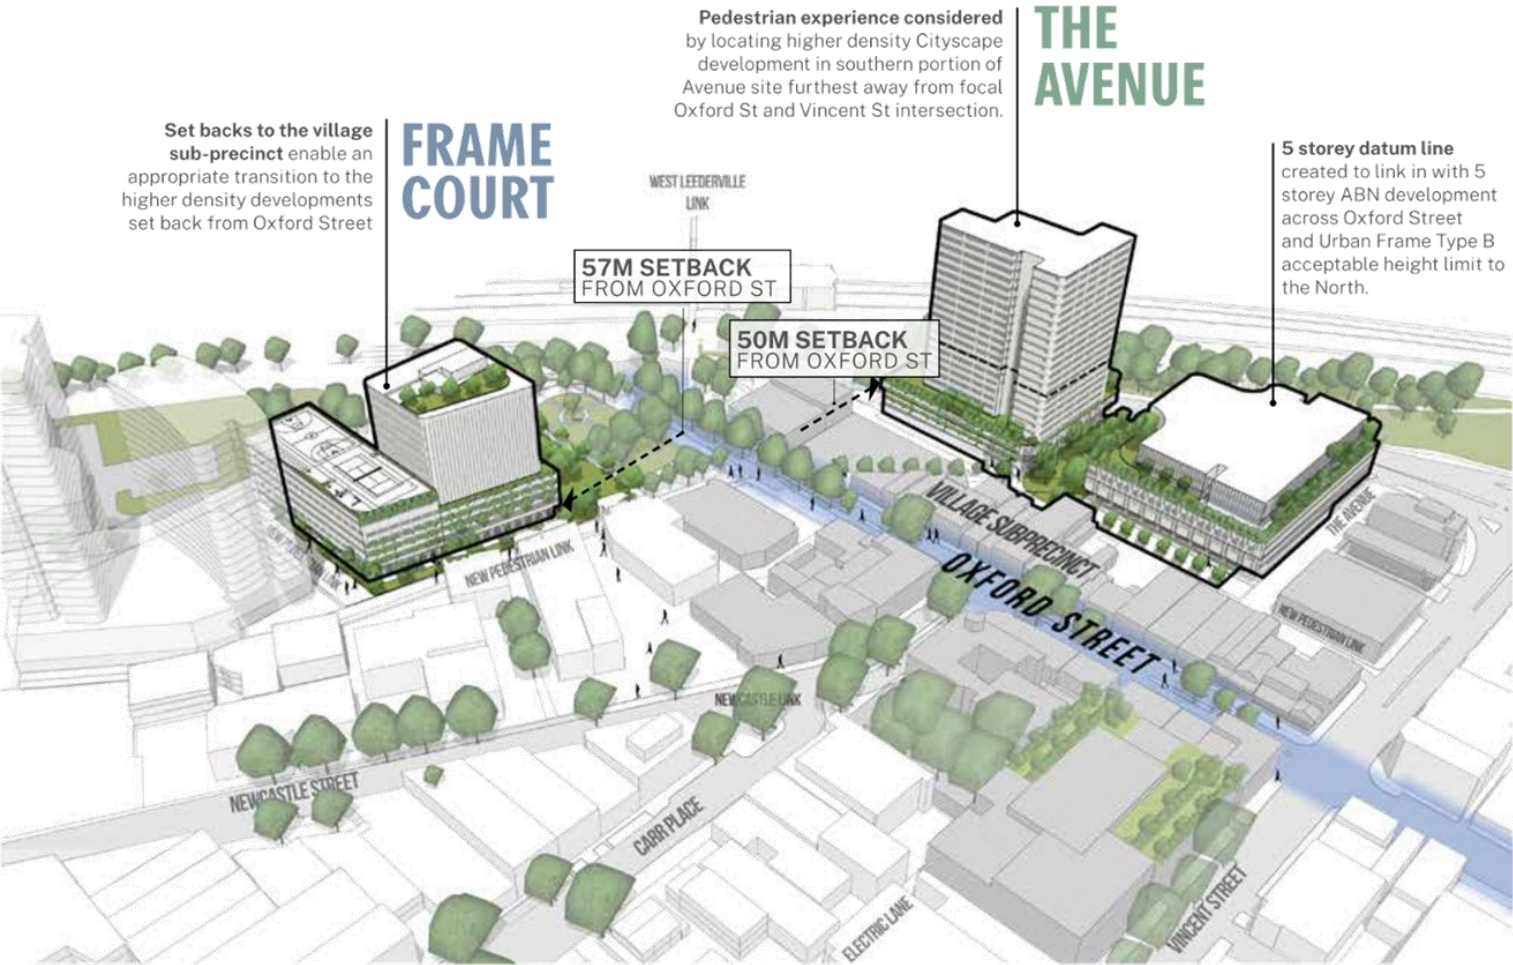 Pedestrian experience considered
by locating higher density Cityscape
development in southern portion of
Avenue site furthest away from focal
Oxford St and Vincent St intersection.
THE
AVENUE
Set backs to the village
sub-precinct enable an
appropriate transition to the
higher density developments
set back from Oxford Street
FRAME
COURT
5 storey datum line
created to link in with 5
storey ABN development
across Oxford Street
and Urban Frame Type B
acceptable height limit to
the North.
WEST LEEDERVILLE
LINK
57M SETBACK
FROM OXFORD ST
50M SETBACK
FROM OXFORD ST
VILLAGE SUBPRECINCT
OXFORD STREET
THE AVENUE
NEW PEDESTRIAN LINK
NEW PEDESTRIAN LINK
NEWCASTLE LINK
NEWCASTLE STREET
CARR PLACE
ELECTRIC LANE
VINCENT STREET